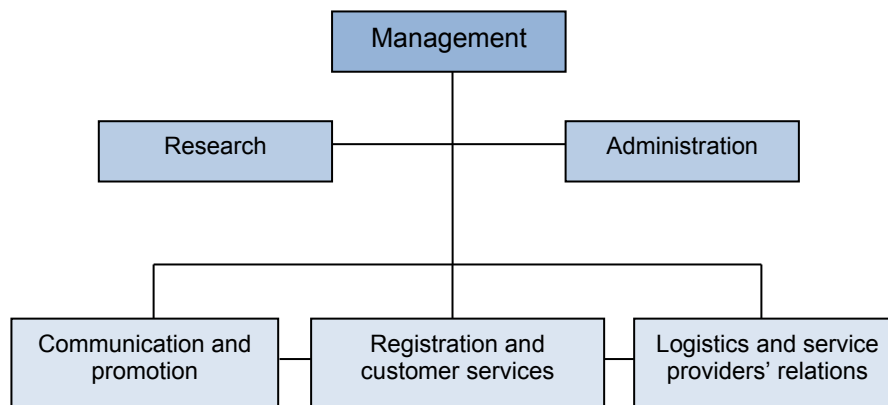 Management
Research
Administration
Communication and
promotion
Registration and
customer services
Logistics and service
providers’ relations